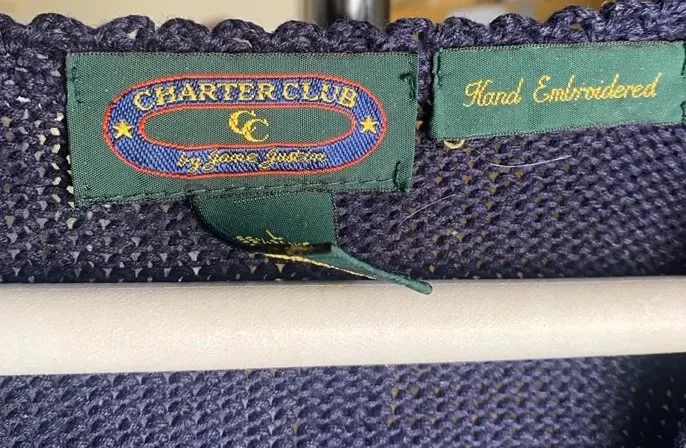 CHARTER CLUB
CC
by Jane Justin
Hand Embroidered
L